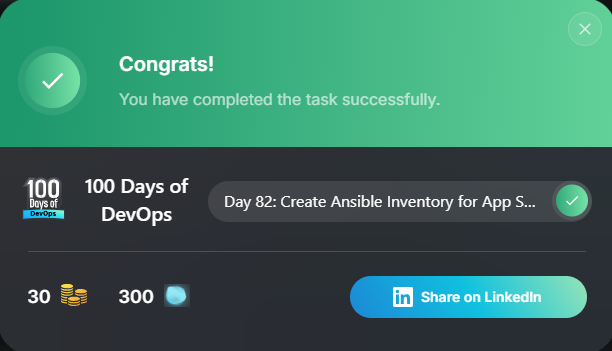 Congrats!
You have completed the task successfully.
100
Days of
DevOps
100 Days of
DevOps
Day 82: Create Ansible Inventory for App S...
30
300
in
Share on LinkedIn